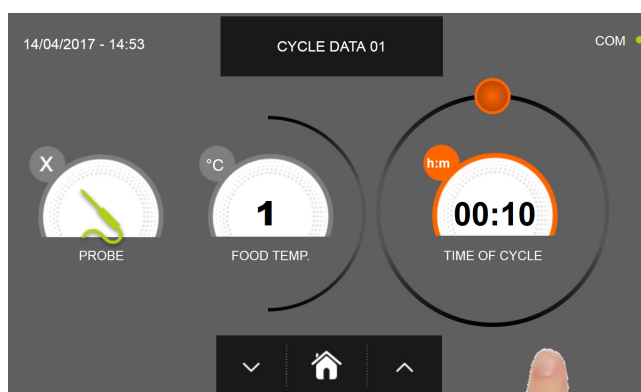 14/04/2017 - 14:53
CYCLE DATA 01
COM
X
°C
h:m
1
00:10
PROBE
FOOD TEMP.
TIME OF CYCLE